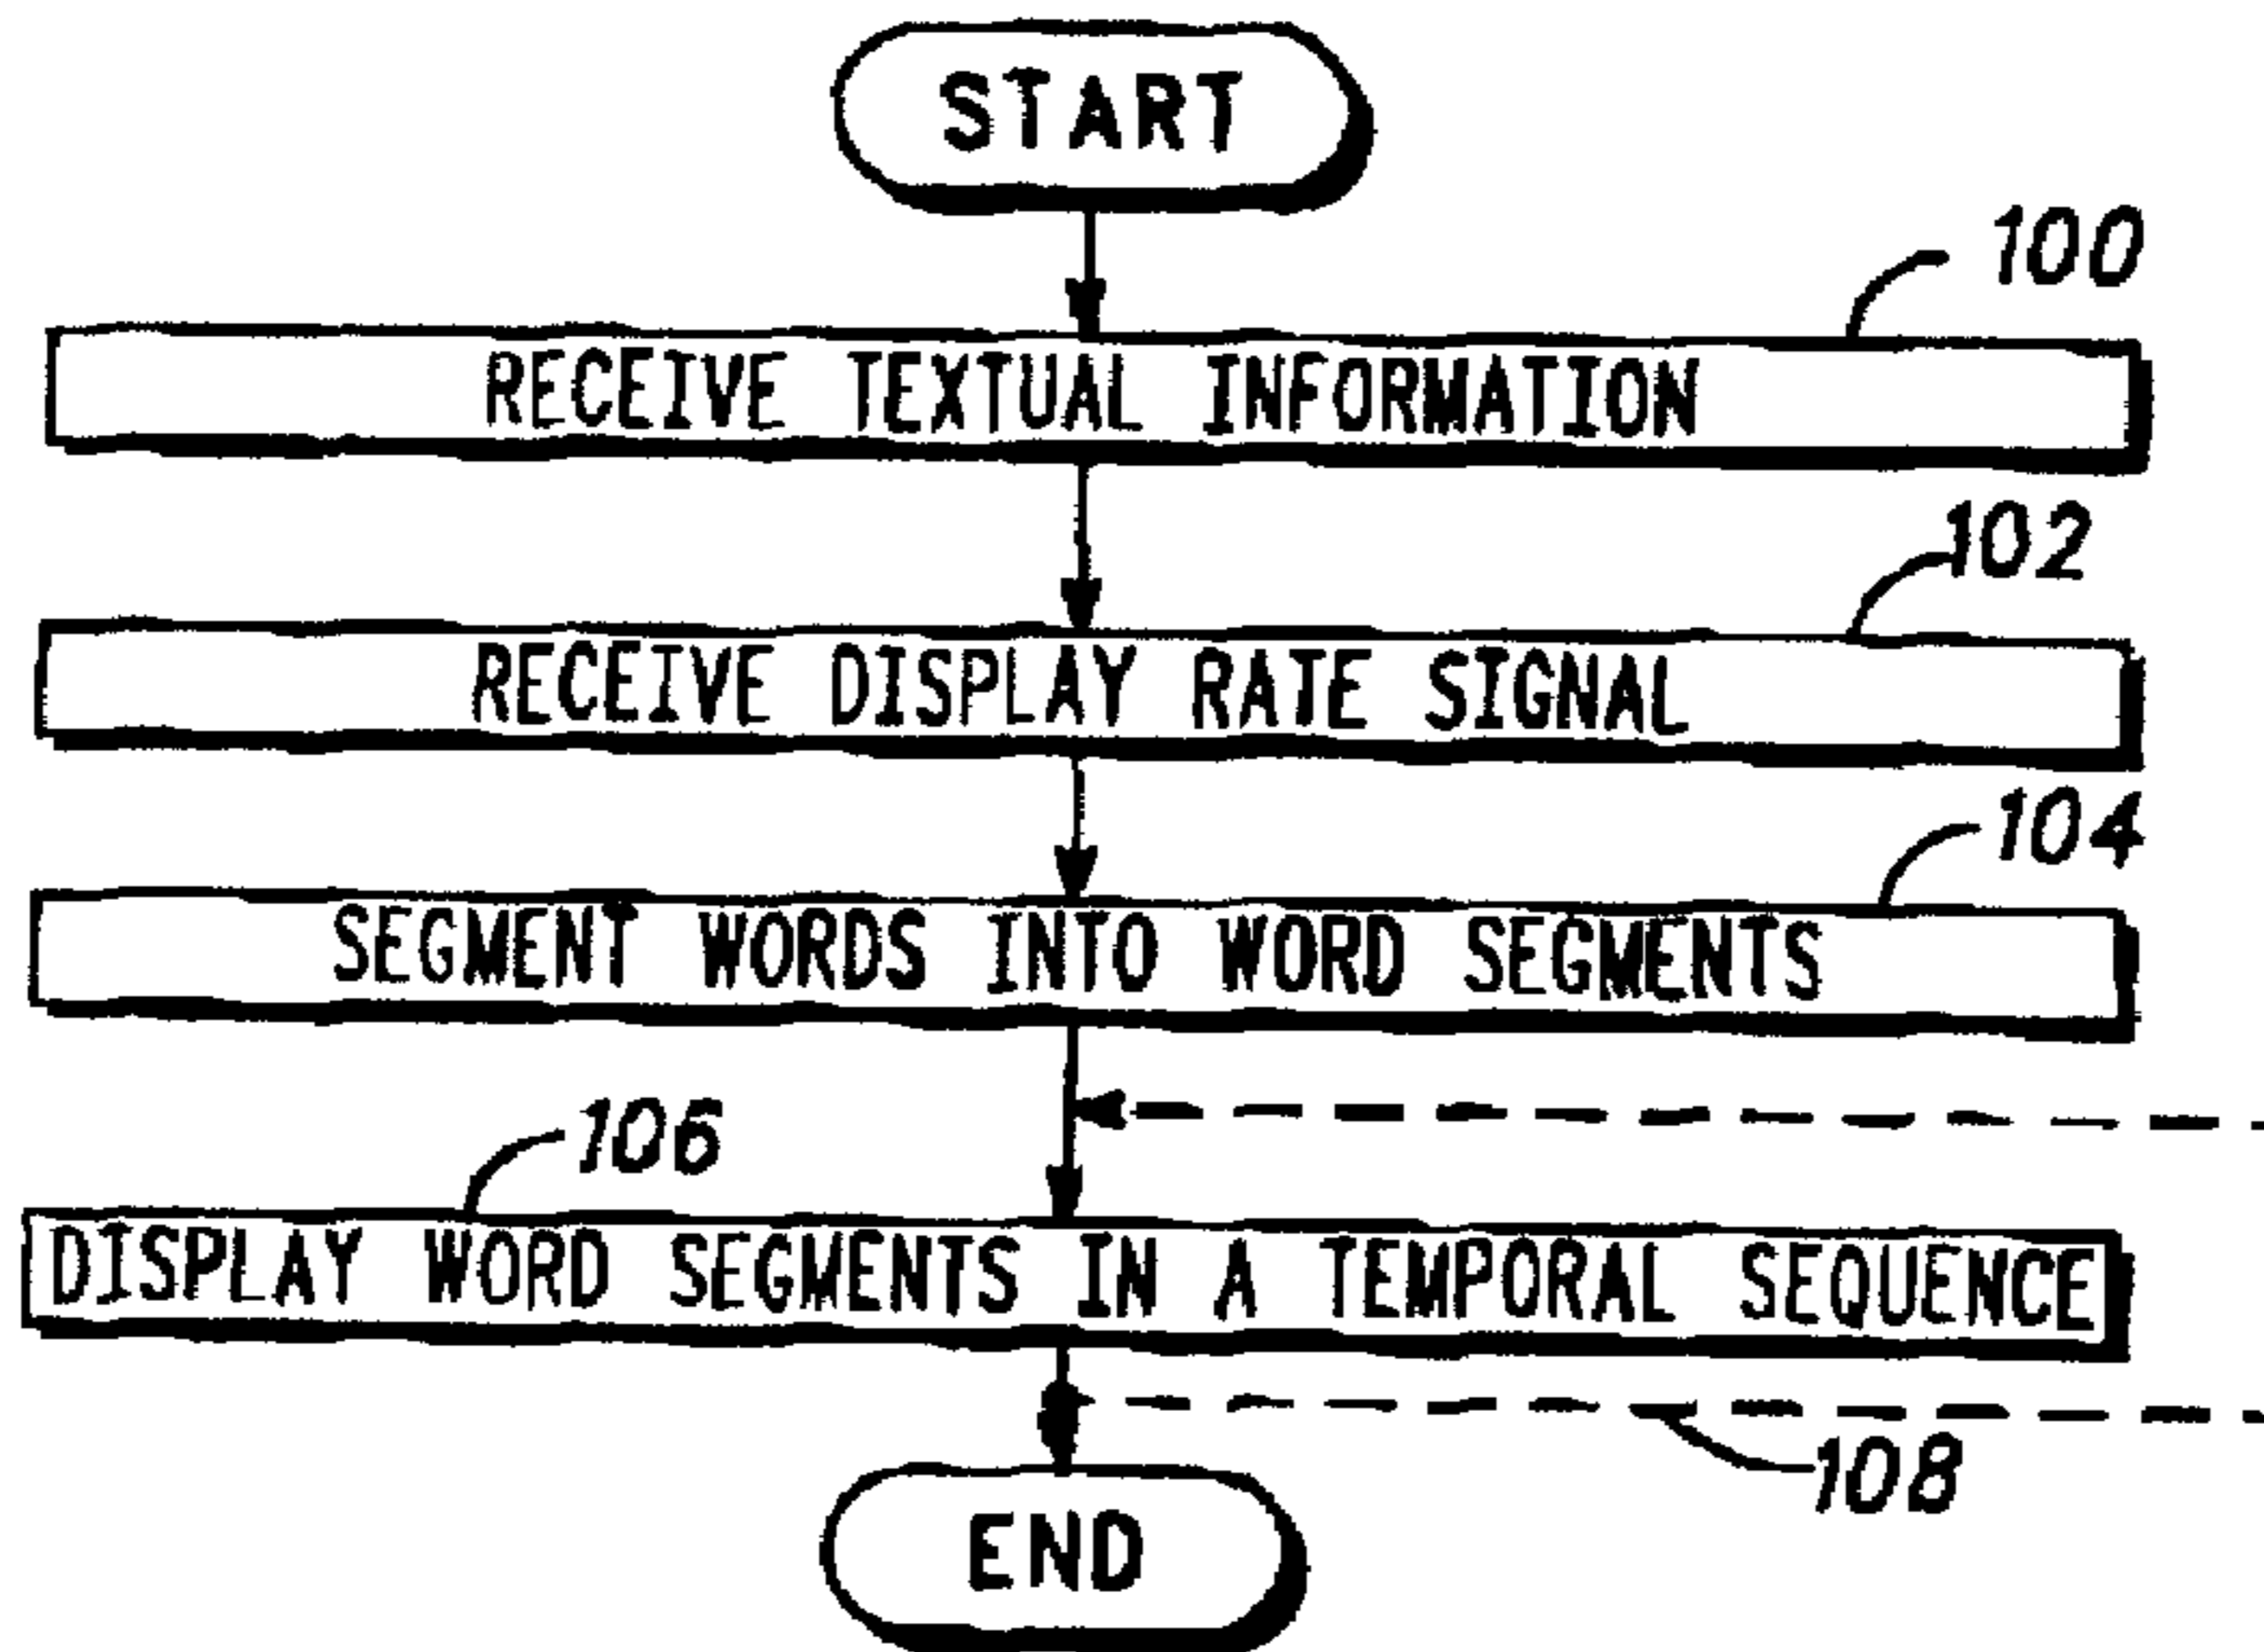 START
100
RECEIVE TEXTUAL INFORMATION
102
RECEIVE DISPLAY RATE SIGNAL
104
SEGMENT WORDS INTO WORD SEGMENTS
106
DISPLAY WORD SEGMENTS IN A TEMPORAL SEQUENCE
108
END